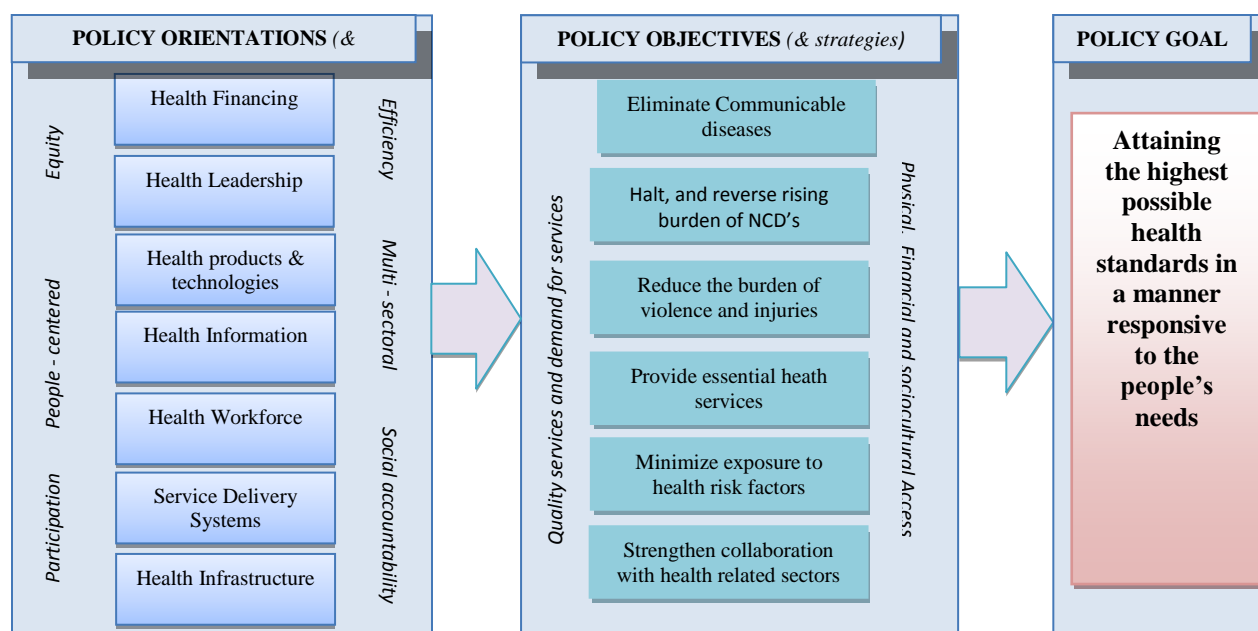 POLICY ORIENTATIONS (&
Equity
People - centered
Participation
Health Financing
Health Leadership
Health products &
technologies
Health Information
Health Workforce
Service Delivery
Systems
Health Infrastructure
Efficiency
Multi - sectoral
Social accountability
POLICY OBJECTIVES (& strategies)
Quality services and demand for services
Eliminate Communicable
diseases
Halt, and reverse rising
burden of NCD’s
Reduce the burden of
violence and injuries
Provide essential heath
services
Minimize exposure to
health risk factors
Strengthen collaboration
with health related sectors
Physical, Financial and sociocultural Access
POLICY GOAL
Attaining
the highest
possible
health
standards in
a manner
responsive
to the
people’s
needs